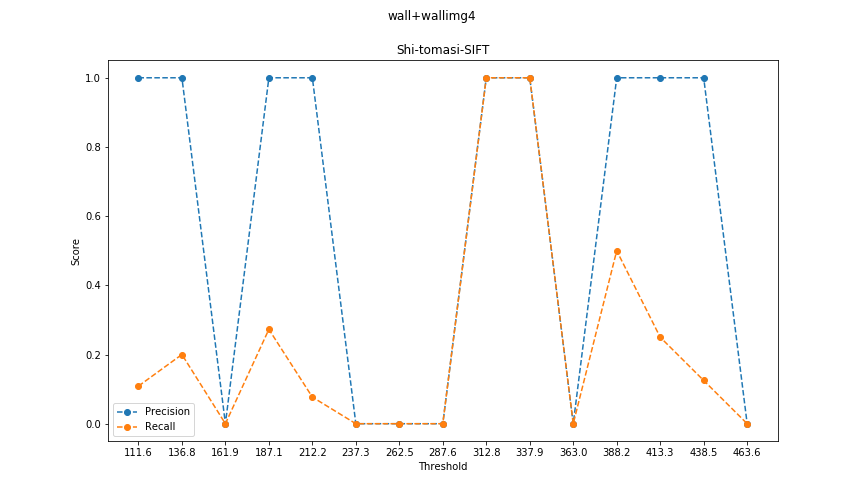 wall+wallimg4
Shi-tomasi-SIFT
1.0
0.8
0.6
0.4
0.2
0.0
Score
Precision
Recall
111.6 136.8 161.9 187.1 212.2 237.3 262.5 287.6 312.8 337.9 363.0 388.2 413.3 438.5 463.6
Threshold